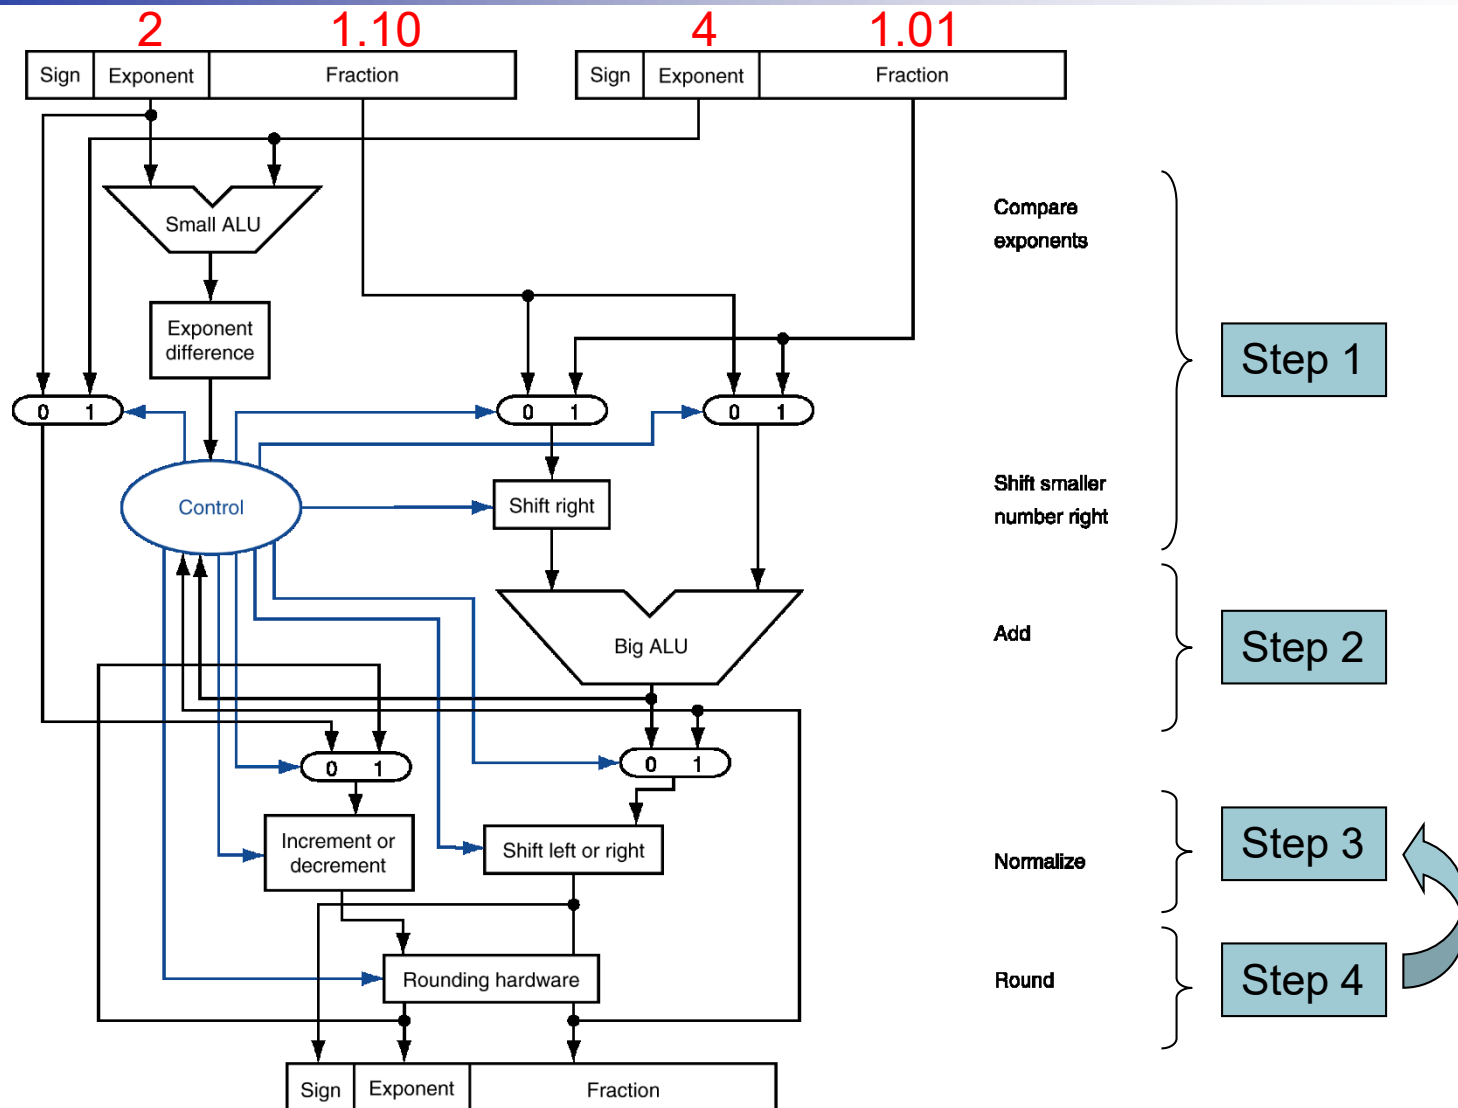 2 1.10 4 1.01
Sign Exponent Fraction Sign Exponent Fraction
Small ALU
Compare
exponents
Exponent
difference
Step 1
0 1 0 1 0 1
Control
Shift right
Shift smaller
number right
Big ALU
Add
Step 2
0 1 0 1
Increment or
decrement
Shift left or right
Normalize
Step 3
Rounding hardware
Round
Step 4
Sign Exponent Fraction